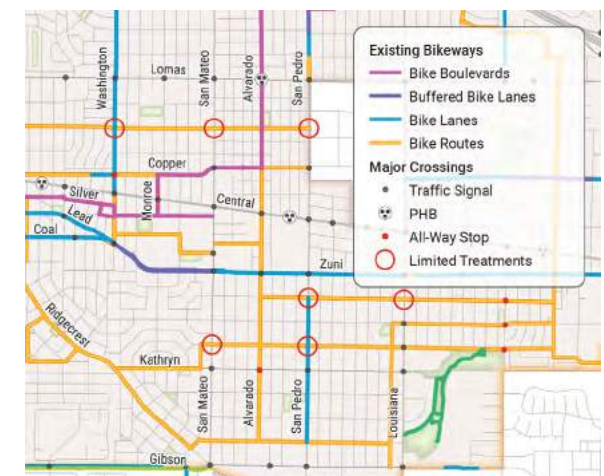 Existing Bikeways
Bike Boulevards
Buffered Bike Lanes
Bike Lanes
Bike Routes
Major Crossings
Traffic Signal
PHB
All-Way Stop
Limited Treatments
Washington
Lomas
San Mateo
Alvarado
San Pedro
Copper
Silver
Monroe
Central
Lead
Coal
Zuni
Ridgecrest
Kathryn
San Mateo
Alvarado
San Pedro
Louisiana
Gibson